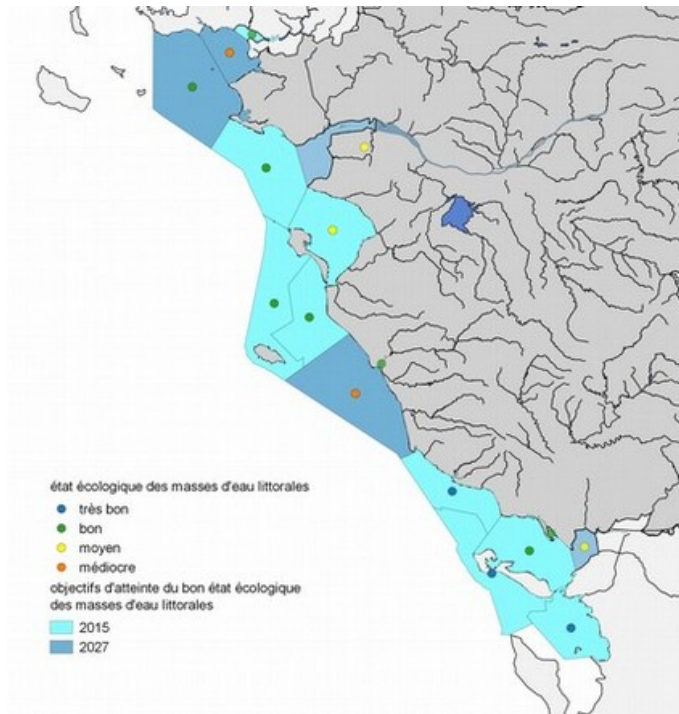 état écologique des masses d'eau littorales
très bon
bon
moyen
médiocre
objectifs d'atteinte du bon état écologique
des masses d'eau littorales
2015
2027